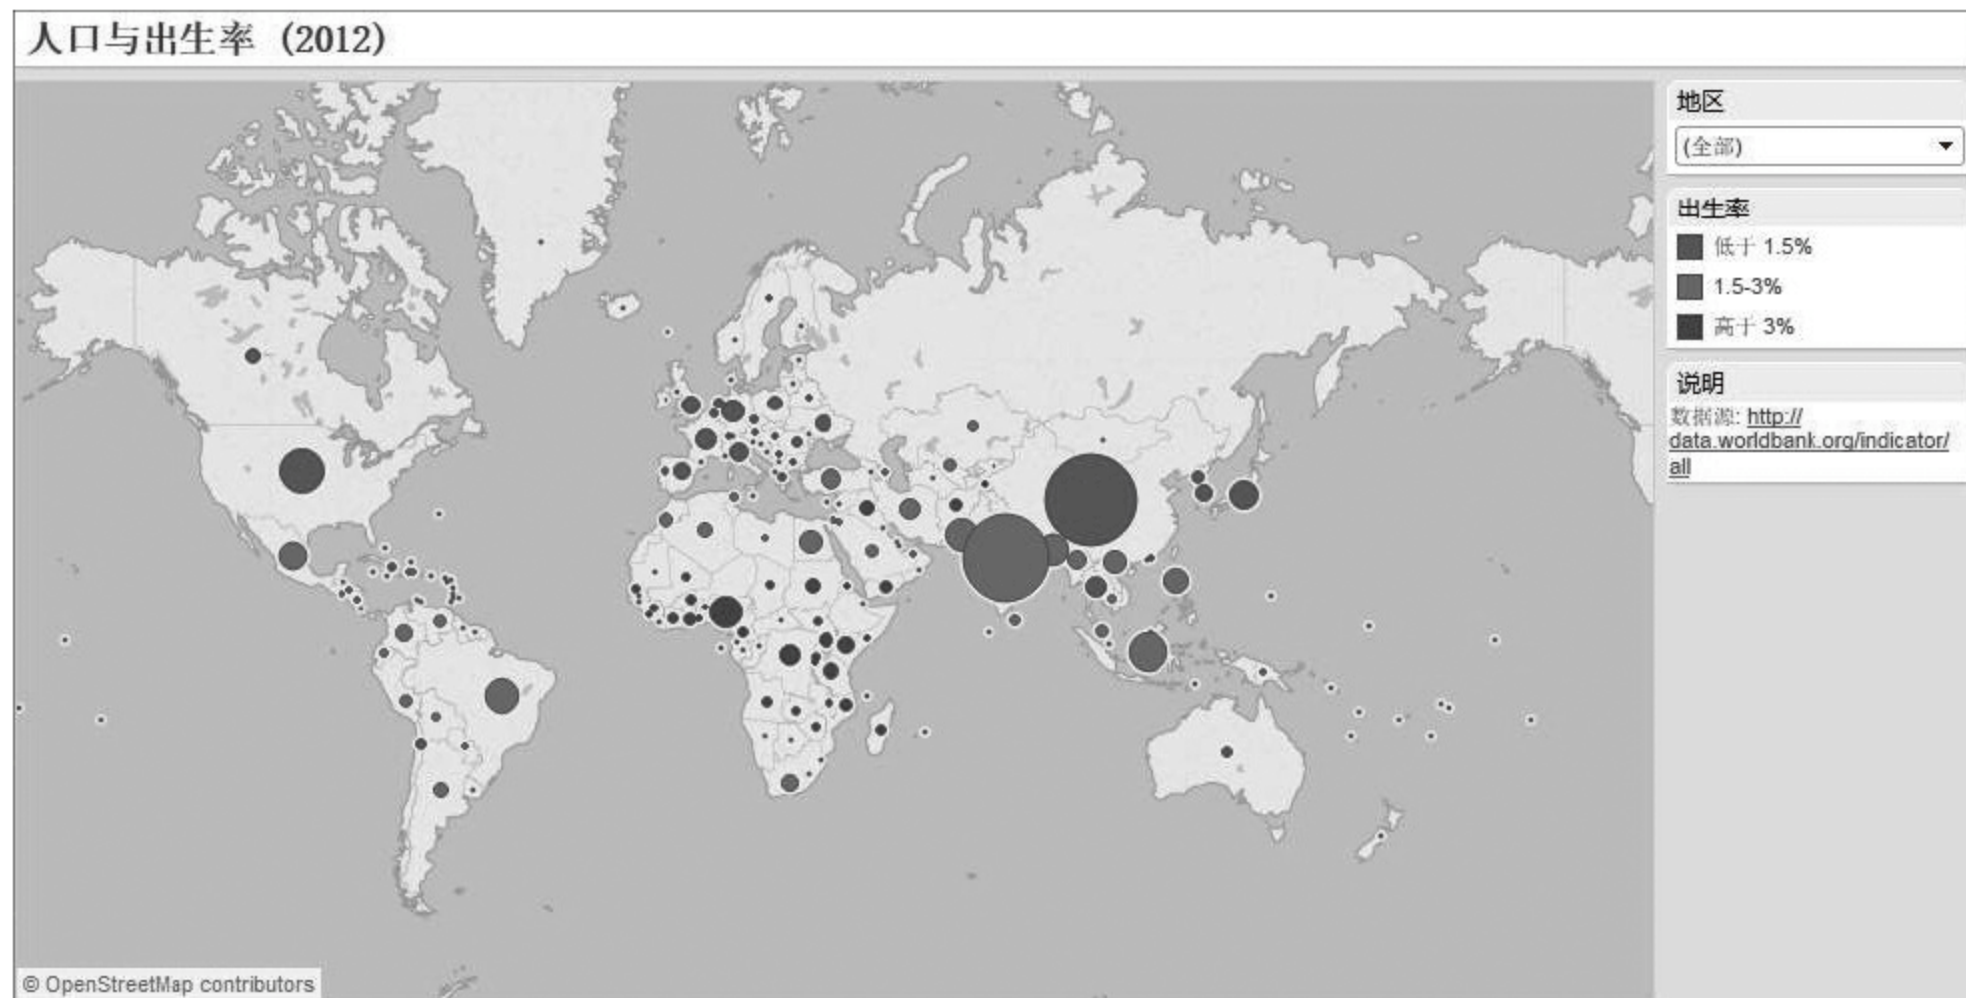 人口与出生率 (2012)
地区
(全部)
出生率
低于 1.5%
1.5-3%
高于 3%
说明
数据源: http://
data.worldbank.org/indicator/
all
© OpenStreetMap contributors